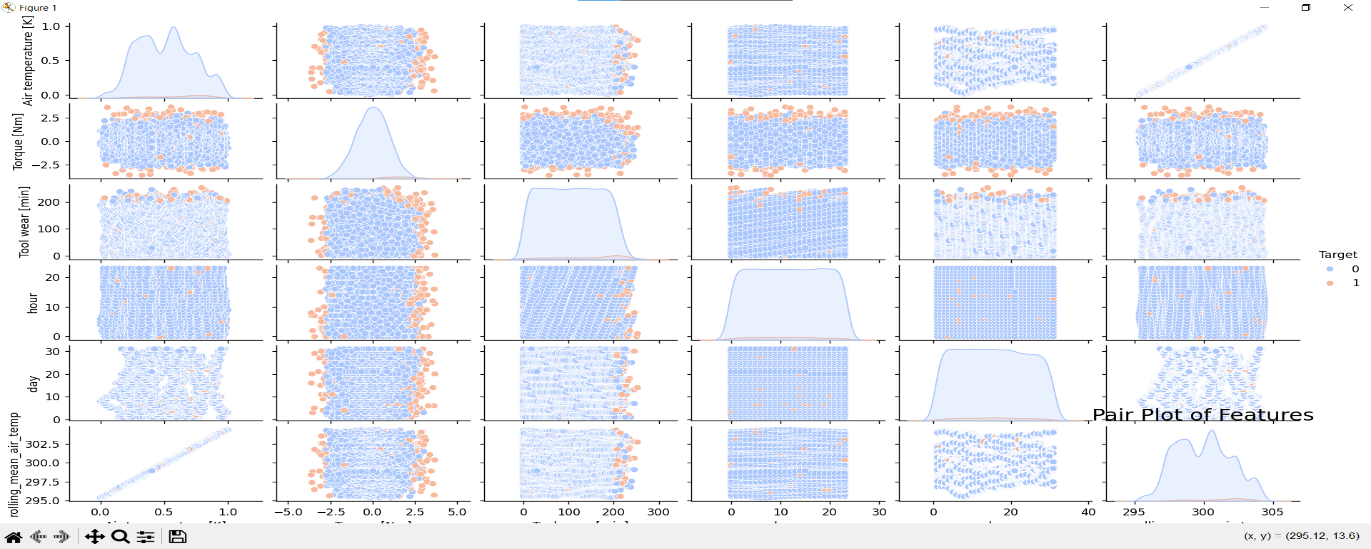 Figure 1
Air temperature [K]
1.0
0.5
0.0
Torque [Nm]
2.5
0.0
−2.5
Tool wear [min]
200
100
0
hour
20
10
0
day
30
20
10
0
rolling_mean_air_temp
302.5
300.0
297.5
295.0
Target
0
1
Pair Plot of Features
0.0 0.5 1.0
−5.0 −2.5 0.0 2.5 5.0
0 100 200 300
0 10 20 30
0 20 40
295 300 305
(x, y) = (295.12, 13.6)